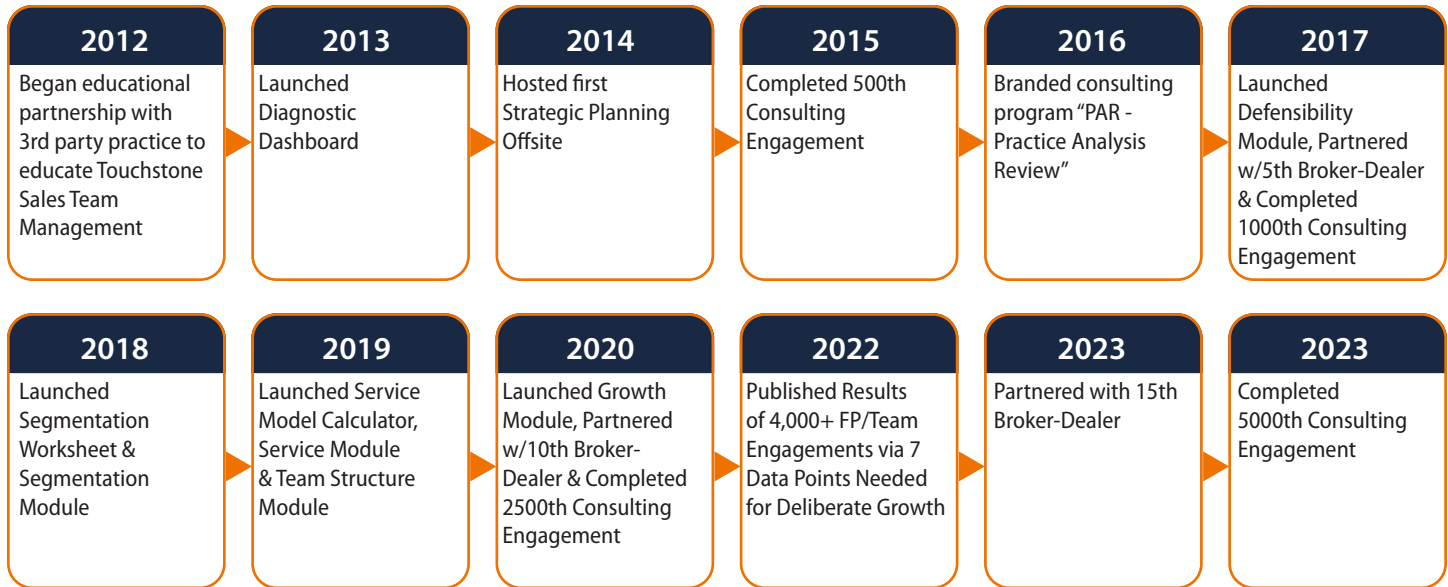 2012
Began educational
partnership with
3rd party practice to
educate Touchstone
Sales Team
Management
2013
Launched
Diagnostic
Dashboard
2014
Hosted first
Strategic Planning
Offsite
2015
Completed 500th
Consulting
Engagement
2016
Branded consulting
program “PAR -
Practice Analysis
Review”
2017
Launched
Defensibility
Module, Partnered
w/5th Broker-Dealer
& Completed
1000th Consulting
Engagement
2018
Launched
Segmentation
Worksheet &
Segmentation
Module
2019
Launched Service
Model Calculator,
Service Module
& Team Structure
Module
2020
Launched Growth
Module, Partnered
w/10th Broker-
Dealer & Completed
2500th Consulting
Engagement
2022
Published Results
of 4,000+ FP/Team
Engagements via 7
Data Points Needed
for Deliberate Growth
2023
Partnered with 15th
Broker-Dealer
2023
Completed
5000th Consulting
Engagement